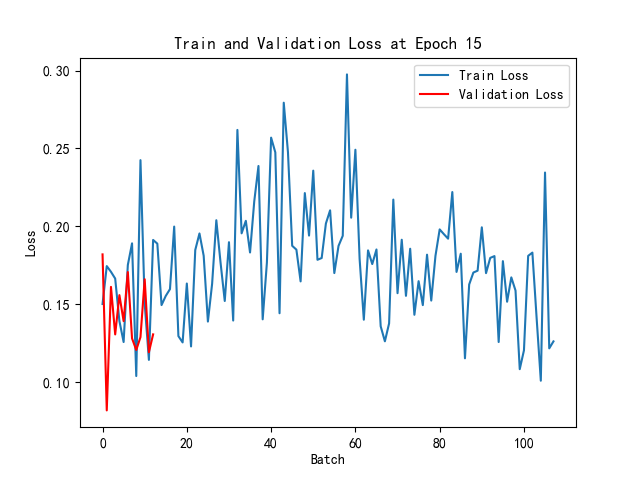 Train and Validation Loss at Epoch 15
Train Loss
Validation Loss
0.30
0.25
0.20
0.15
0.10
Loss
0 20 40 60 80 100
Batch